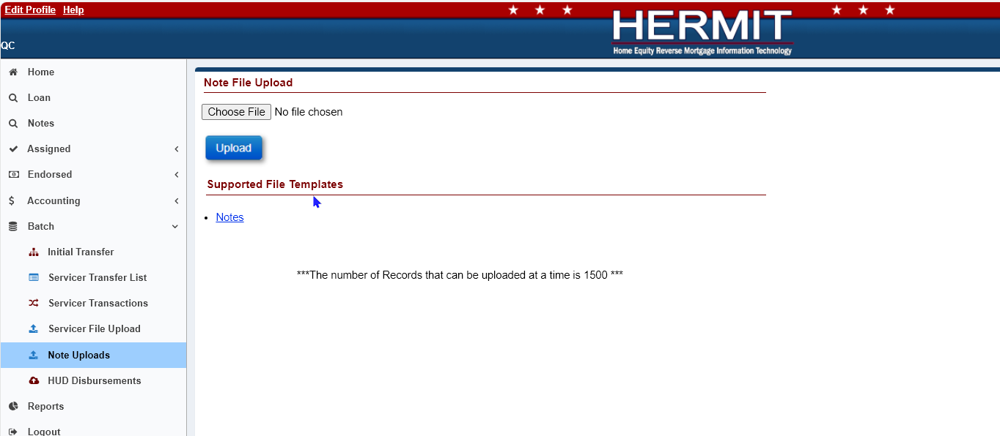 Edit Profile Help
HERMIT
Home Equity Reverse Mortgage Information Technology
QC
Home
Loan
Notes
Assigned
Endorsed
Accounting
Batch
Initial Transfer
Servicer Transfer List
Servicer Transactions
Servicer File Upload
Note Uploads
HUD Disbursements
Reports
Logout
Note File Upload
Choose File No file chosen
Upload
Supported File Templates
• Notes
***The number of Records that can be uploaded at a time is 1500 ***